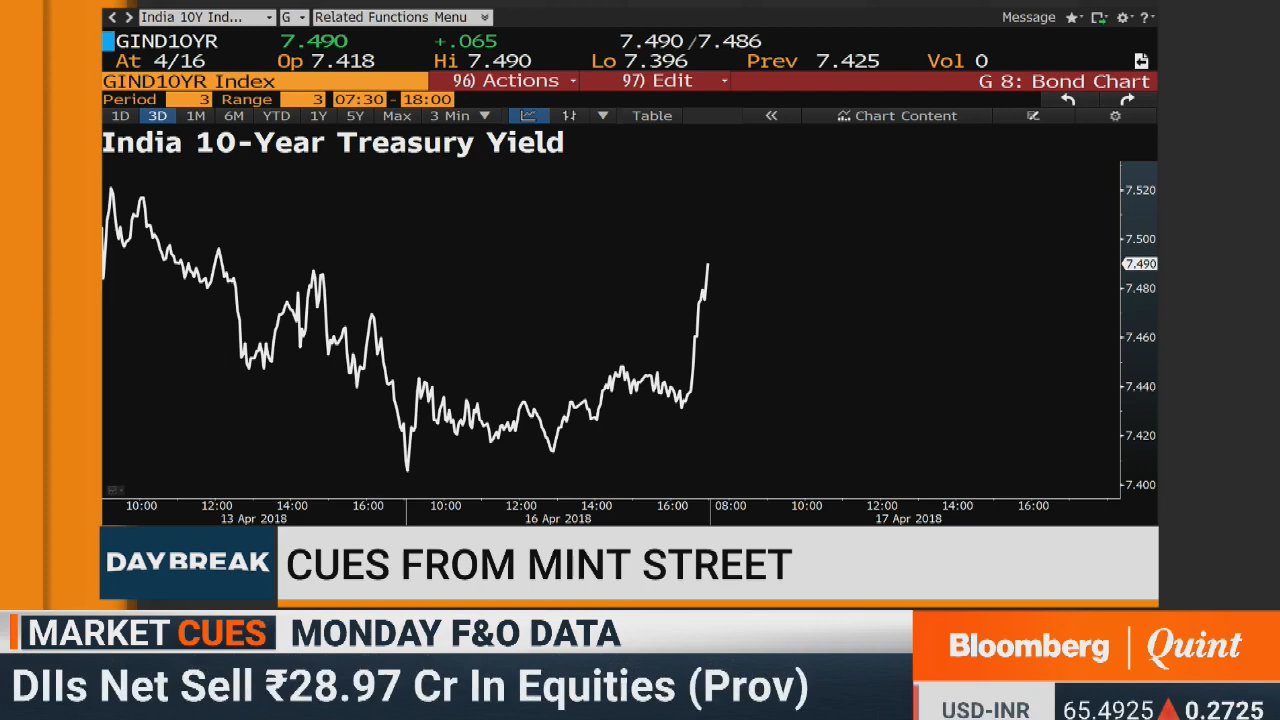 India 10Y Ind... G Related Functions Menu Message
GIND10YR 7.490 +.065 7.490/7.486
At 4/16 Op 7.418 Hi 7.490 Lo 7.396 Prev 7.425 Vol 0
GIND10YR Index 96) Actions 97) Edit G 8: Bond Chart
Period 3 Range 3 07:30 - 18:00
1D 3D 1M 6M YTD 1Y 5Y Max 3 Min Table Chart Content
India 10-Year Treasury Yield
7.520
7.500
7.490
7.480
7.460
7.440
7.420
7.400
10:00 12:00 14:00 16:00 10:00 12:00 14:00 16:00 08:00 10:00 12:00 14:00 16:00
13 Apr 2018 16 Apr 2018 17 Apr 2018
DAYBREAK CUES FROM MINT STREET
MARKET CUES MONDAY F&O DATA
DIIs Net Sell ₹28.97 Cr In Equities (Prov)
Bloomberg | Quint
USD-INR 65.4925 0.2725